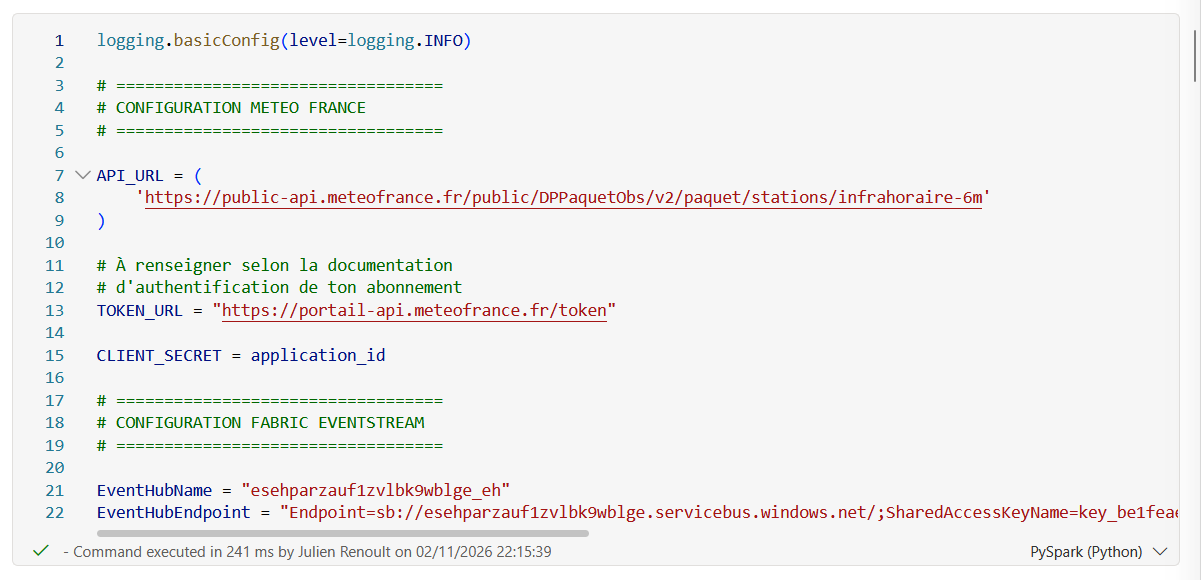 1 logging.basicConfig(level=logging.INFO)
2
3 # ==================================
4 # CONFIGURATION METEO FRANCE
5 # ==================================
6
7 API_URL = (
8 'https://public-api.meteofrance.fr/public/DPPaquetObs/v2/paquet/stations/infrahoraire-6m'
9 )
10
11 # À renseigner selon la documentation
12 # d'authentification de ton abonnement
13 TOKEN_URL = "https://portail-api.meteofrance.fr/token"
14
15 CLIENT_SECRET = application_id
16
17 # ==================================
18 # CONFIGURATION FABRIC EVENTSTREAM
19 # ==================================
20
21 EventHubName = "esehparzauf1zvlbk9wblge_eh"
22 EventHubEndpoint = "Endpoint=sb://esehparzauf1zvlbk9wblge.servicebus.windows.net/;SharedAccessKeyName=key_be1feae
- Command executed in 241 ms by Julien Renoult on 02/11/2026 22:15:39
PySpark (Python)